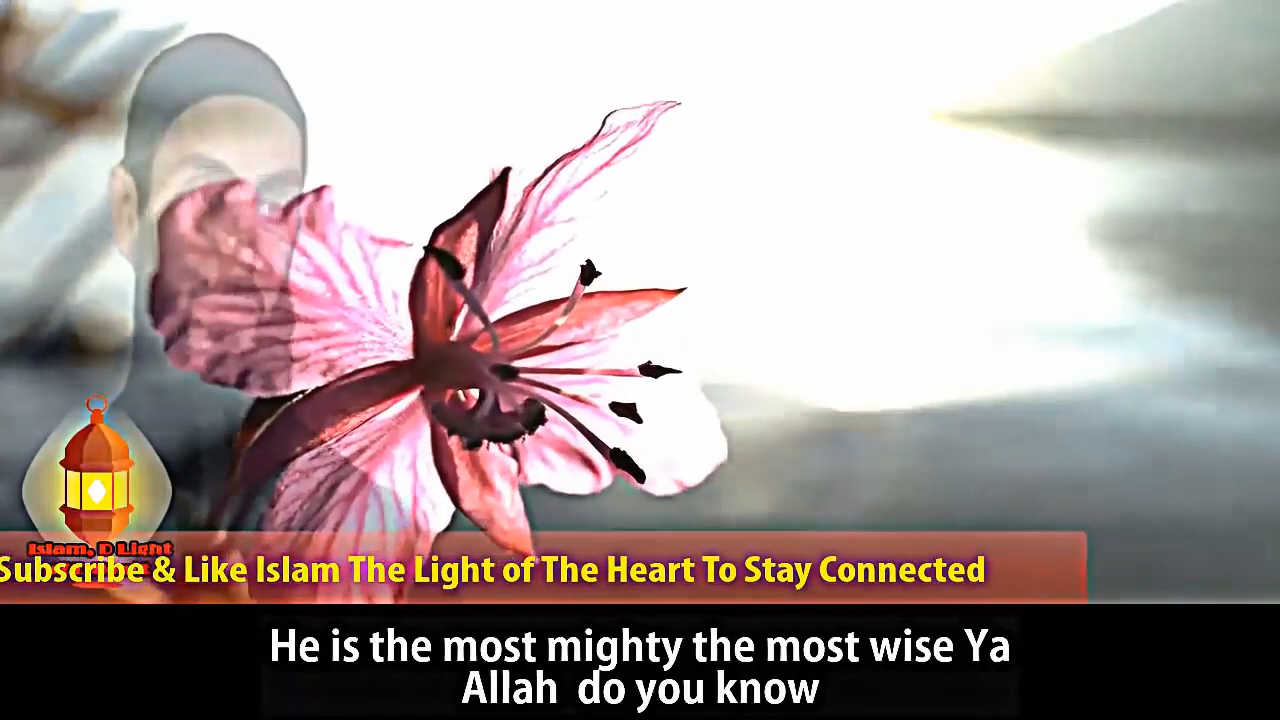 Islam, D Light
Subscribe & Like Islam The Light of The Heart To Stay Connected
He is the most mighty the most wise Ya
Allah do you know